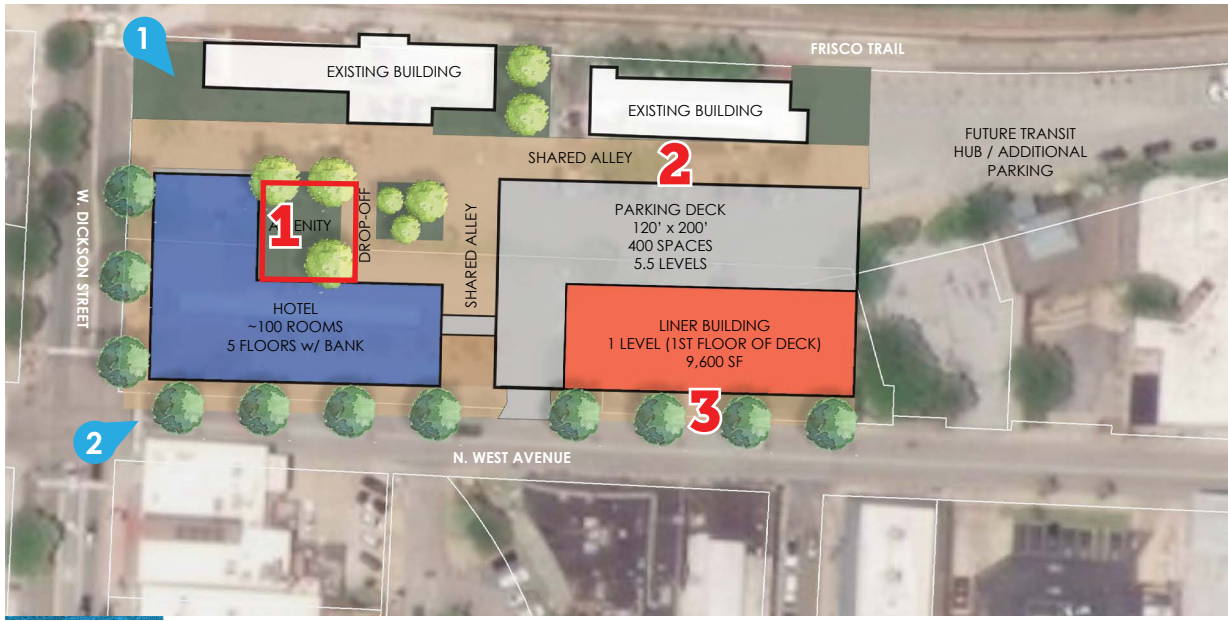 1
FRISCO TRAIL
EXISTING BUILDING
EXISTING BUILDING
FUTURE TRANSIT
HUB / ADDITIONAL
PARKING
SHARED ALLEY
2
W. DICKSON STREET
1
AMENITY
DROP-OFF
SHARED ALLEY
PARKING DECK
120' x 200'
400 SPACES
5.5 LEVELS
HOTEL
~100 ROOMS
5 FLOORS w/ BANK
LINER BUILDING
1 LEVEL (1ST FLOOR OF DECK)
9,600 SF
3
2
N. WEST AVENUE